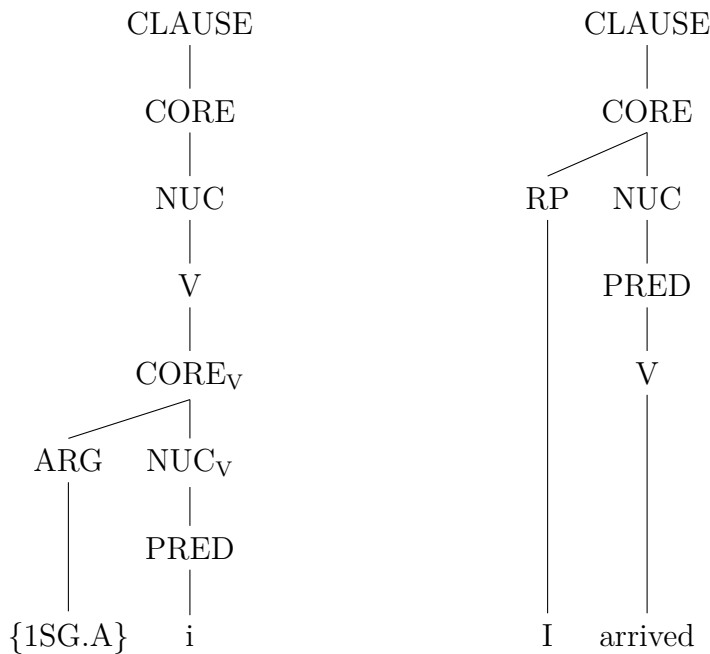 CLAUSE CLAUSE
CORE CORE
NUC RP NUC
V PRED
CORE_V V
ARG NUC_V
PRED
{1SG.A} i I arrived